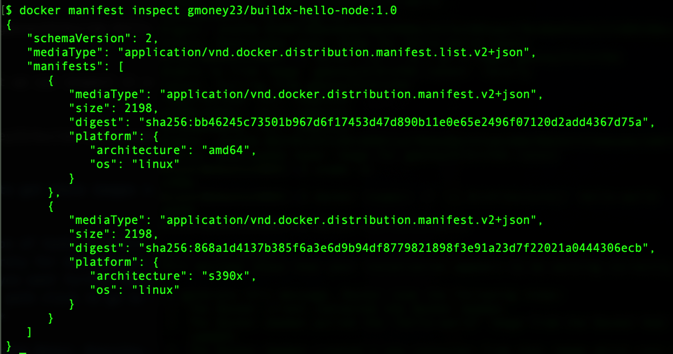 $ docker manifest inspect gmoney23/buildx-hello-node:1.0
{
   "schemaVersion": 2,
   "mediaType": "application/vnd.docker.distribution.manifest.list.v2+json",
   "manifests": [
      {
         "mediaType": "application/vnd.docker.distribution.manifest.v2+json",
         "size": 2198,
         "digest": "sha256:bb46245c73501b967d6f17453d47d890b11e0e65e2496f07120d2add4367d75a",
         "platform": {
            "architecture": "amd64",
            "os": "linux"
         }
      },
      {
         "mediaType": "application/vnd.docker.distribution.manifest.v2+json",
         "size": 2198,
         "digest": "sha256:868a1d4137b385f6a3e6d9b94df8779821898f3e91a23d7f22021a0444306ecb",
         "platform": {
            "architecture": "s390x",
            "os": "linux"
         }
      }
   ]
}